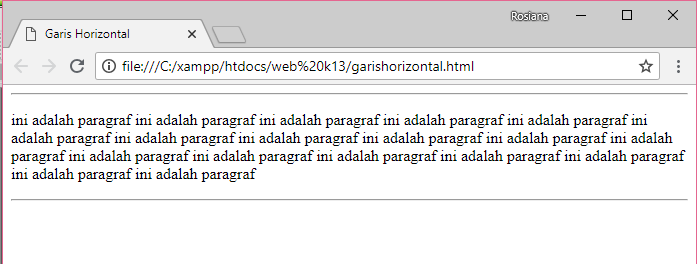 Rosiana
Garis Horizontal
file:///C:/xampp/htdocs/web%20k13/garishorizontal.html
ini adalah paragraf ini adalah paragraf ini adalah paragraf ini adalah paragraf ini adalah paragraf ini
adalah paragraf ini adalah paragraf ini adalah paragraf ini adalah paragraf ini adalah paragraf ini adalah
paragraf ini adalah paragraf ini adalah paragraf ini adalah paragraf ini adalah paragraf ini adalah paragraf
ini adalah paragraf ini adalah paragraf